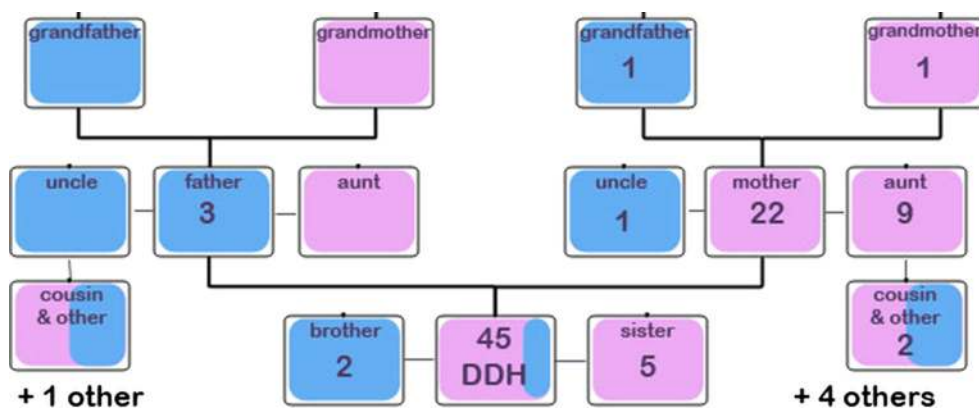 grandfather
grandmother
grandfather
1
grandmother
1
uncle
father
3
aunt
uncle
1
mother
22
aunt
9
cousin
& other
brother
2
45
DDH
sister
5
cousin
& other
2
+ 1 other
+ 4 others